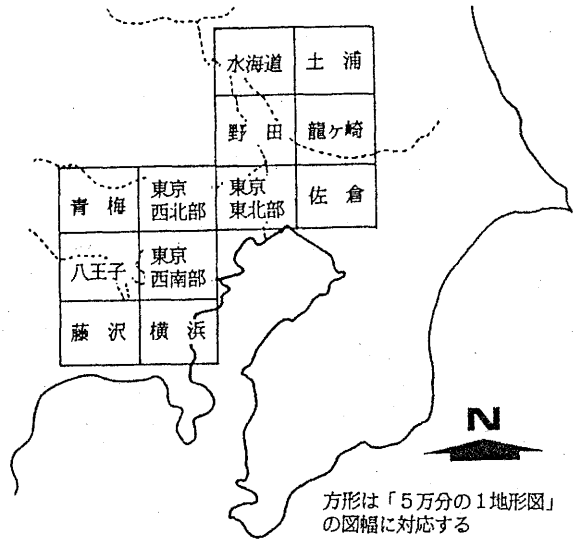 水海道 土浦
野田 龍ヶ崎
青梅 東京西北部 東京東北部 佐倉
八王子 東京西南部
藤沢 横浜
N
方形は「5万分の1地形図」
の図幅に対応する